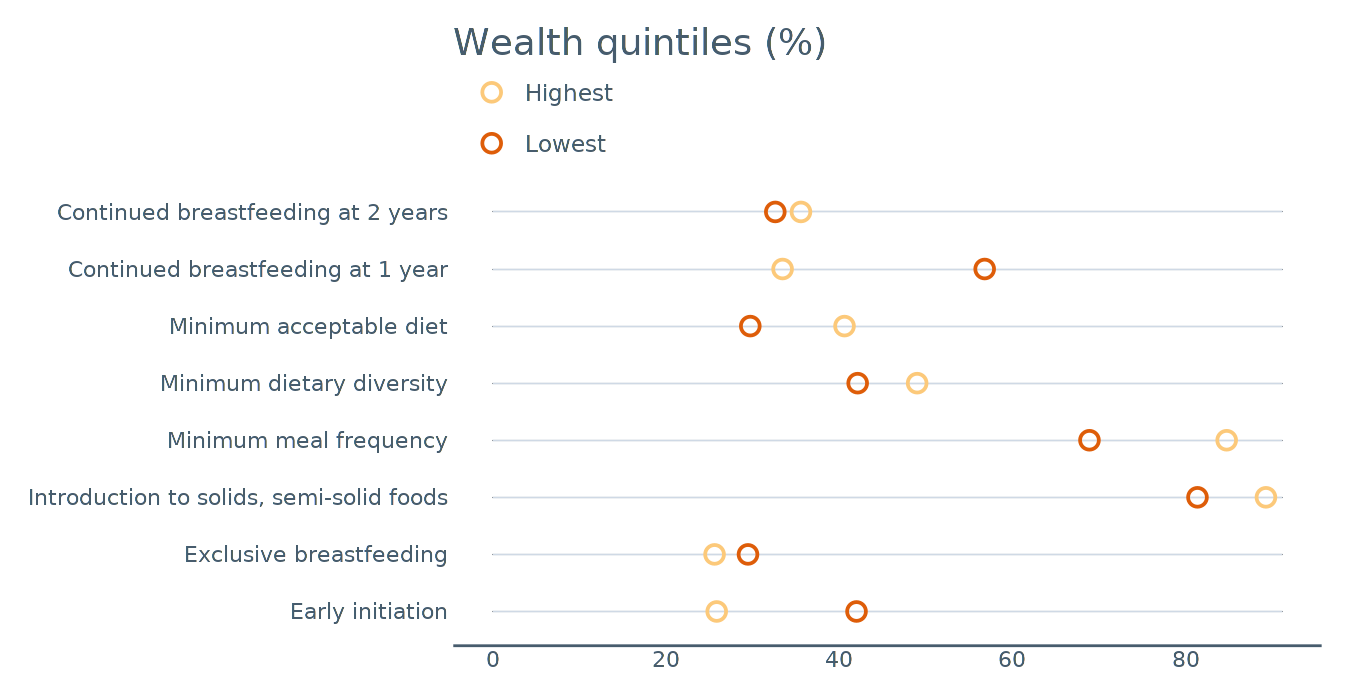 Wealth quintiles (%)
Highest
Lowest
Continued breastfeeding at 2 years
Continued breastfeeding at 1 year
Minimum acceptable diet
Minimum dietary diversity
Minimum meal frequency
Introduction to solids, semi-solid foods
Exclusive breastfeeding
Early initiation
0 20 40 60 80